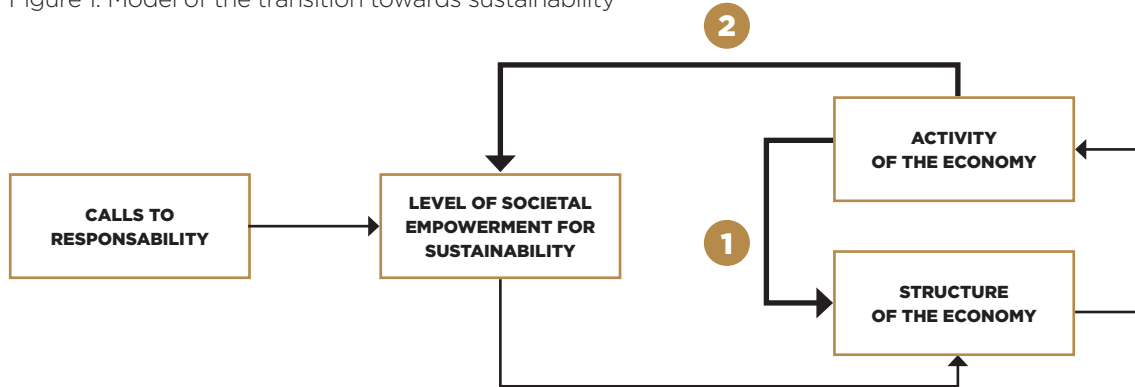 Figure 1. Model of the transition towards sustainability
2
ACTIVITY
OF THE ECONOMY
CALLS TO
RESPONSABILITY
LEVEL OF SOCIETAL
EMPOWERMENT FOR
SUSTAINABILITY
1
STRUCTURE
OF THE ECONOMY